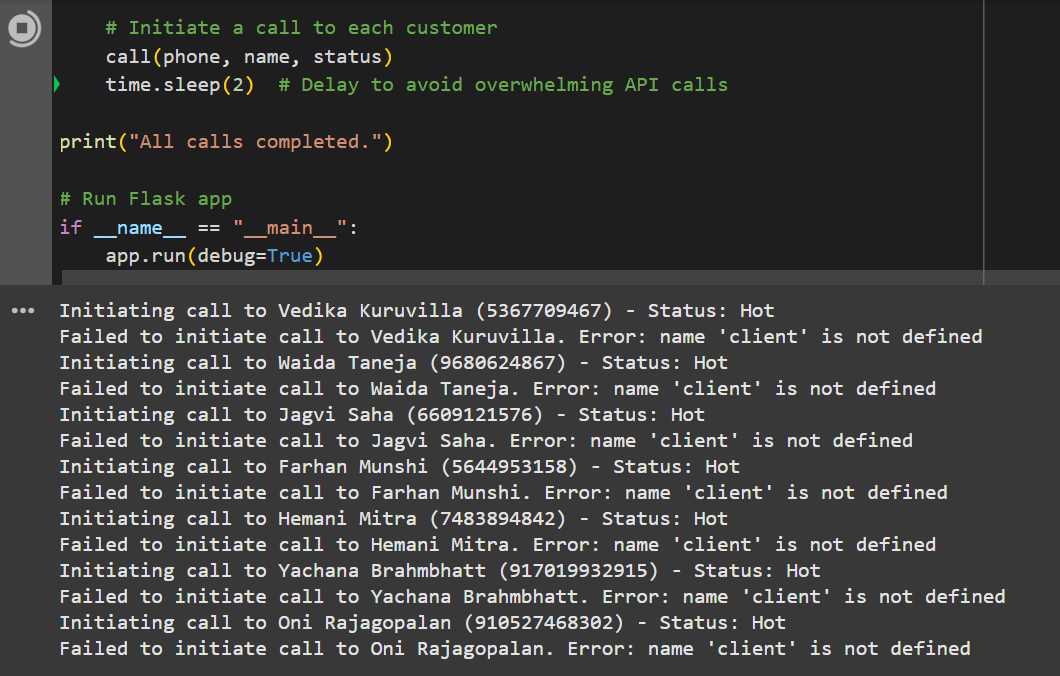 # Initiate a call to each customer
call(phone, name, status)
time.sleep(2)  # Delay to avoid overwhelming API calls
print("All calls completed.")
# Run Flask app
if __name__ == "__main__":
app.run(debug=True)
Initiating call to Vedika Kuruvilla (5367709467) - Status: Hot
Failed to initiate call to Vedika Kuruvilla. Error: name 'client' is not defined
Initiating call to Waida Taneja (9680624867) - Status: Hot
Failed to initiate call to Waida Taneja. Error: name 'client' is not defined
Initiating call to Jagvi Saha (6609121576) - Status: Hot
Failed to initiate call to Jagvi Saha. Error: name 'client' is not defined
Initiating call to Farhan Munshi (5644953158) - Status: Hot
Failed to initiate call to Farhan Munshi. Error: name 'client' is not defined
Initiating call to Hemani Mitra (7483894842) - Status: Hot
Failed to initiate call to Hemani Mitra. Error: name 'client' is not defined
Initiating call to Yachana Brahmbhatt (917019932915) - Status: Hot
Failed to initiate call to Yachana Brahmbhatt. Error: name 'client' is not defined
Initiating call to Oni Rajagopalan (910527468302) - Status: Hot
Failed to initiate call to Oni Rajagopalan. Error: name 'client' is not defined